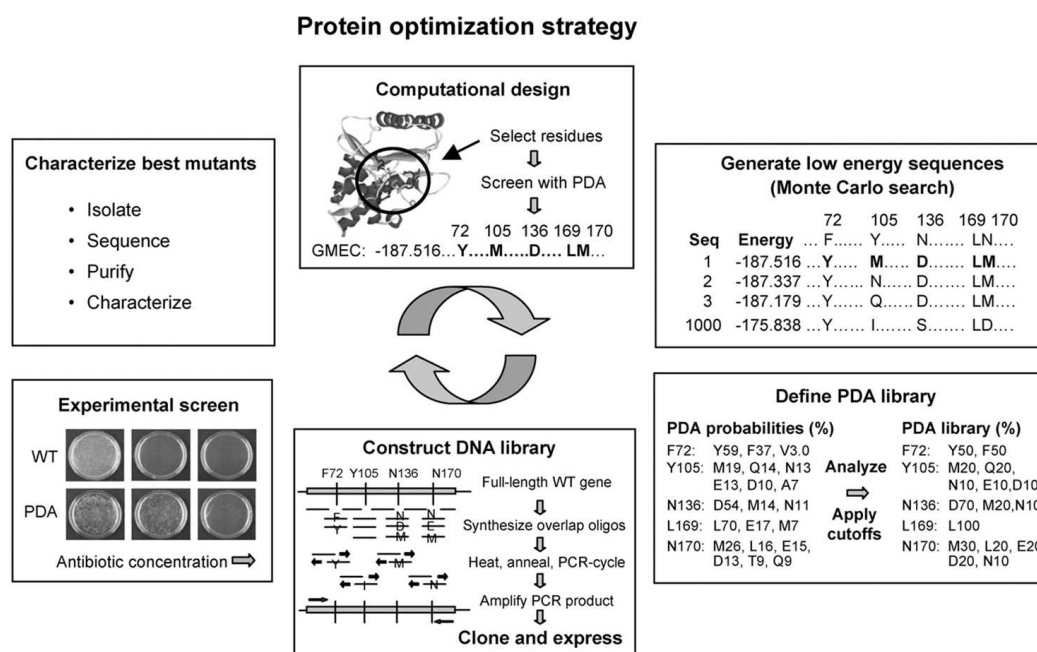 Protein optimization strategy
Computational design
Select residues
Screen with PDA
72 105 136 169 170
GMEC: -187.516...Y....M.....D.... LM...
Generate low energy sequences
(Monte Carlo search)
72 105 136 169 170
Seq Energy ... F...... Y..... N....... LN....
1 -187.516 ... Y..... M..... D....... LM....
2 -187.337 ... Y...... N..... D....... LM....
3 -187.179 ... Y...... Q..... D....... LM....
1000 -175.838 Y...... I...... S....... LD....
Define PDA library
PDA probabilities (%) PDA library (%)
F72: Y59, F37, V3.0 F72: Y50, F50
Y105: M19, Q14, N13 Y105: M20, Q20,
E13, D10, A7 N10, E10,D10
N136: D54, M14, N11 N136: D70, M20,N10
L169: L70, E17, M7 L169: L100
N170: M26, L16, E15, N170: M30, L20, E20
D13, T9, Q9 D20, N10
Analyze
Apply
cutoffs
Construct DNA library
F72 Y105 N136 N170
Full-length WT gene
F N N
Y D E
M M
Synthesize overlap oligos
Y M
Heat, anneal, PCR-cycle
I N
Amplify PCR product
Clone and express
Experimental screen
WT
PDA
Antibiotic concentration
Characterize best mutants
• Isolate
• Sequence
• Purify
• Characterize